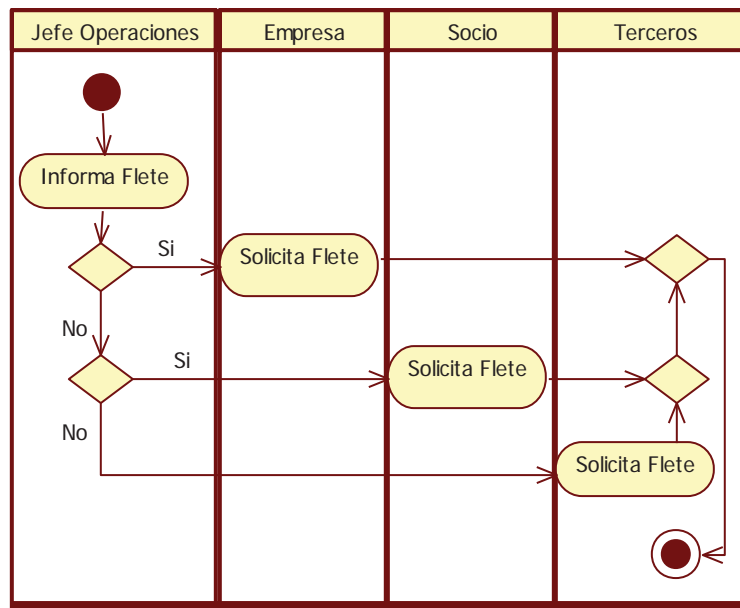 Jefe Operaciones
Empresa
Socio
Terceros
Informa Flete
Si
Solicita Flete
No
Si
Solicita Flete
No
Solicita Flete